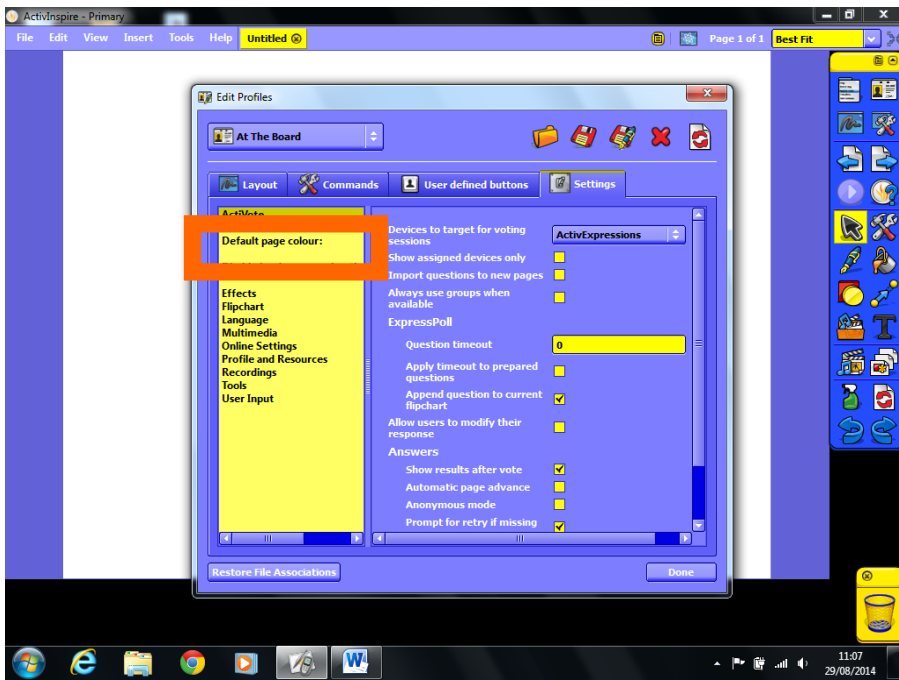 ActivInspire - Primary
File Edit View Insert Tools Help Untitled
Page 1 of 1 Best Fit
Edit Profiles
At The Board
Layout Commands User defined buttons Settings
ActiVote
Default page colour:
Effects
Flipchart
Language
Multimedia
Online Settings
Profile and Resources
Recordings
Tools
User Input
Devices to target for voting sessions ActivExpressions
Show assigned devices only
Import questions to new pages
Always use groups when available
ExpressPoll
Question timeout 0
Apply timeout to prepared questions
Append question to current flipchart
Allow users to modify their response
Answers
Show results after vote
Automatic page advance
Anonymous mode
Prompt for retry if missing
Restore File Associations Done
11:07
29/08/2014